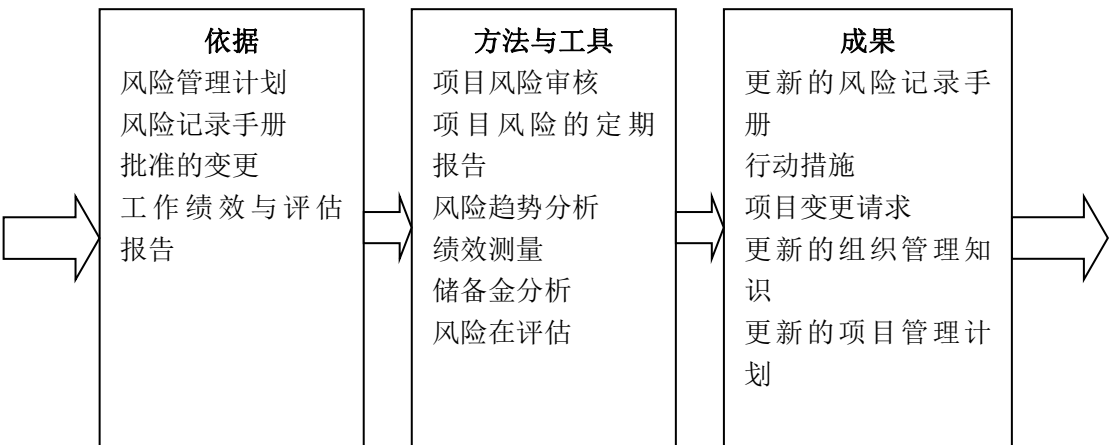 依据
风险管理计划
风险记录手册
批准的变更
工作绩效与评估
报告
方法与工具
项目风险审核
项目风险的定期
报告
风险趋势分析
绩效测量
储备金分析
风险在评估
成果
更新的风险记录手
册
行动措施
项目变更请求
更新的组织管理知
识
更新的项目管理计
划